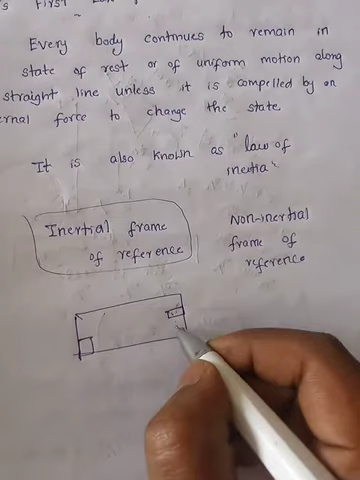 First
Every body continues to remain in
state of rest or of uniform motion along
straight line unless it is compelled by an
ernal force to change the state
It is also known as "law of
inertia"
Inertial frame
of reference
Non-inertial
frame of
reference